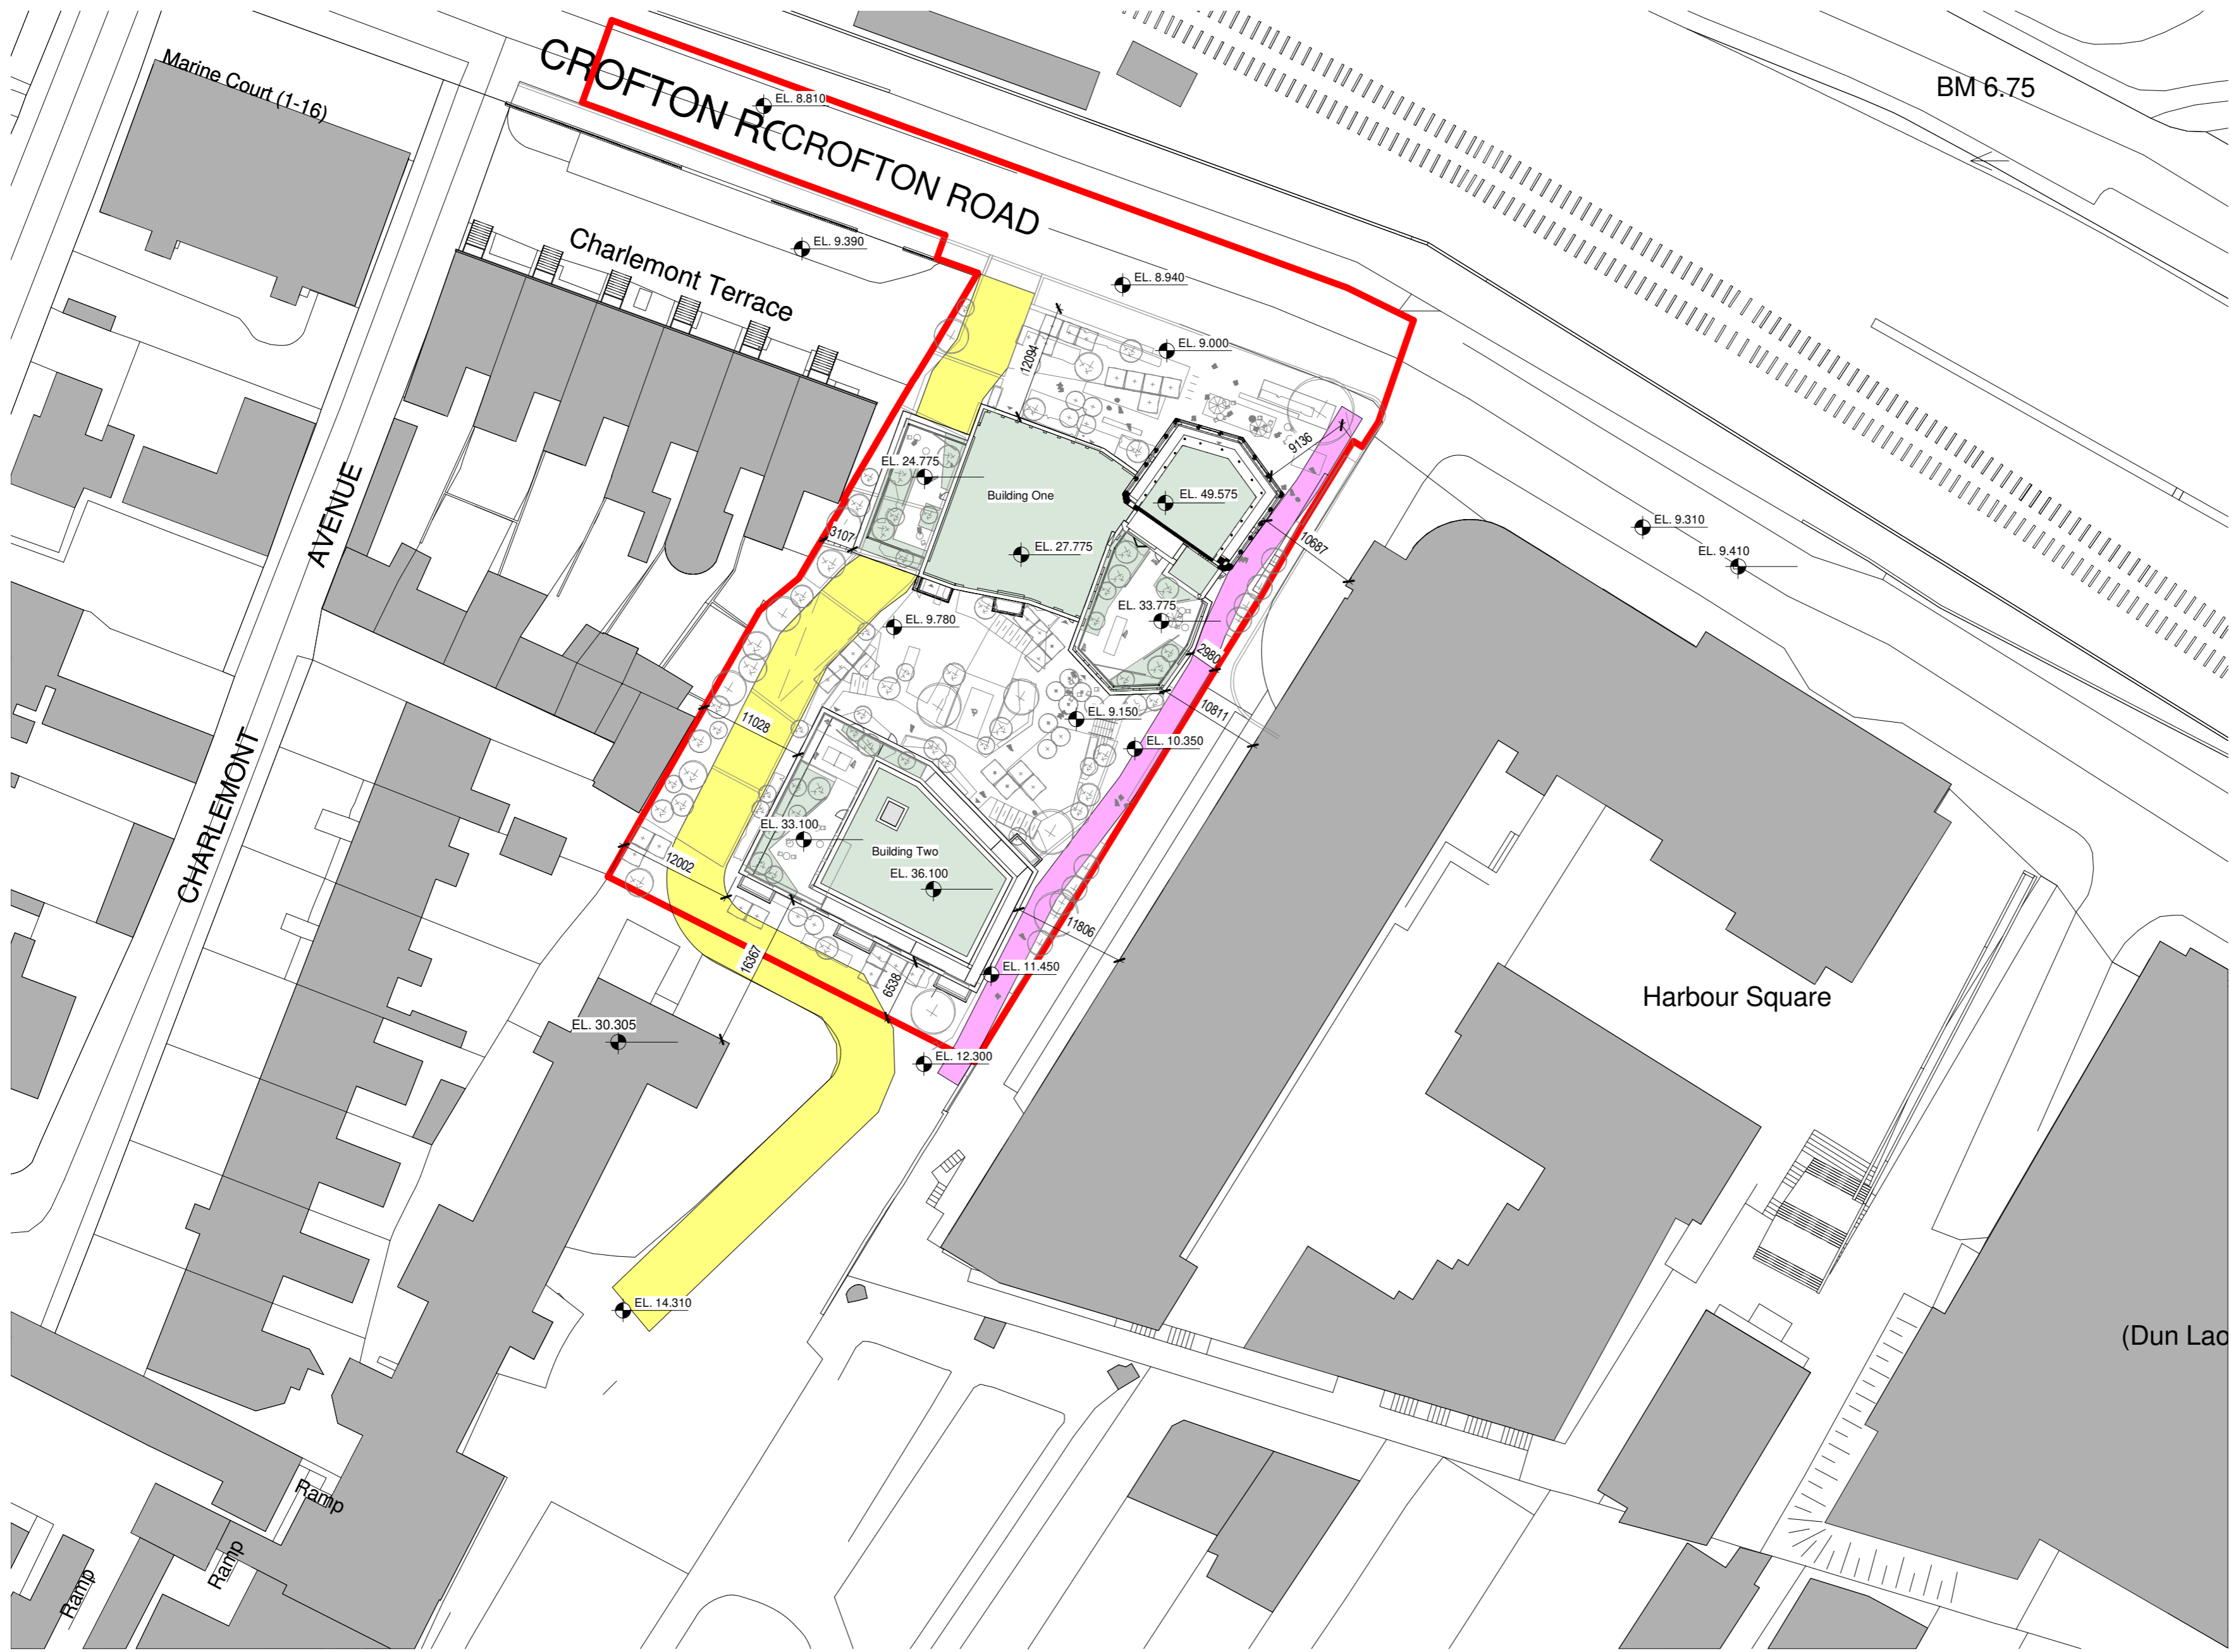 Marine Court (1-16)
CROFTON RO
CROFTON ROAD
BM 6.75
EL. 8.810
EL. 9.390
Charlemont Terrace
EL. 8.940
EL. 9.000
12094
9136
EL. 24.775
Building One
EL. 49.575
EL. 27.775
3107
10687
EL. 9.310
EL. 9.410
AVENUE
EL. 33.775
EL. 9.780
2980
11028
EL. 9.150
10811
EL. 10.350
CHARLEMONT
EL. 33.100
Building Two
EL. 36.100
12002
11806
16367
6538
EL. 11.450
Harbour Square
EL. 30.305
EL. 12.300
EL. 14.310
(Dun Lao
Ramp
Ramp
Ramp